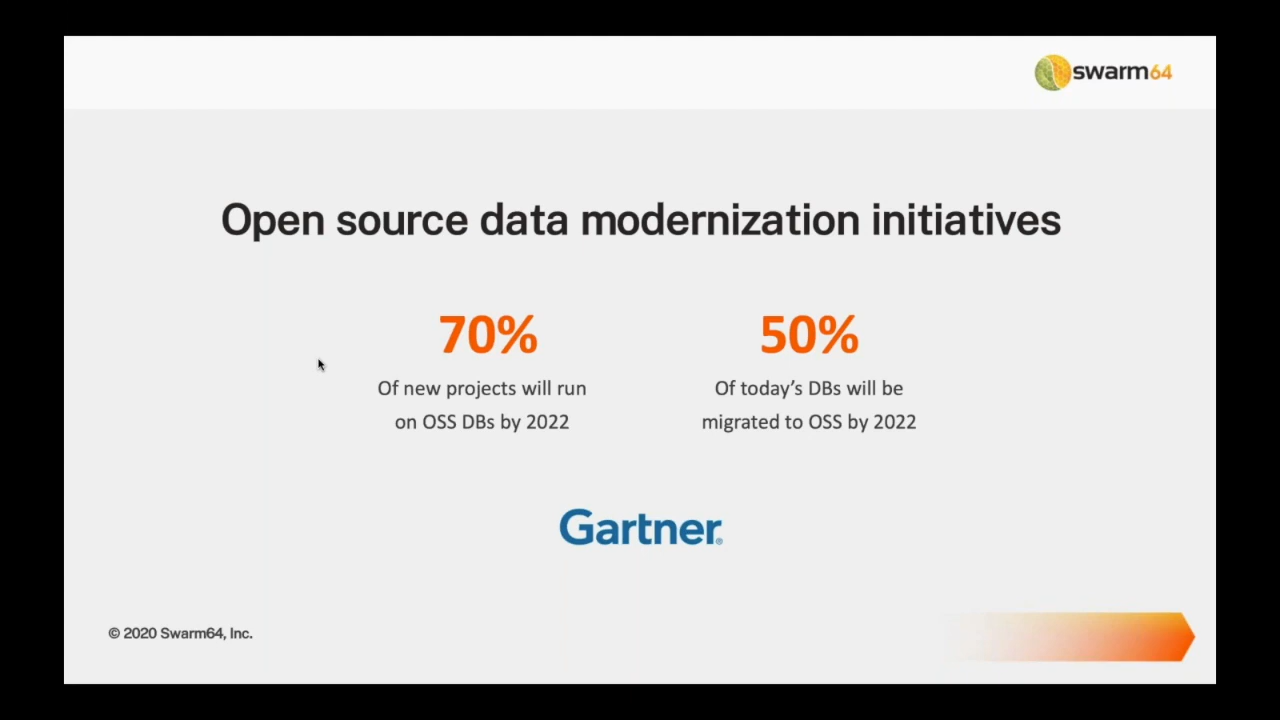 swarm64
Open source data modernization initiatives
70%
Of new projects will run
on OSS DBs by 2022
50%
Of today's DBs will be
migrated to OSS by 2022
Gartner®
© 2020 Swarm64, Inc.